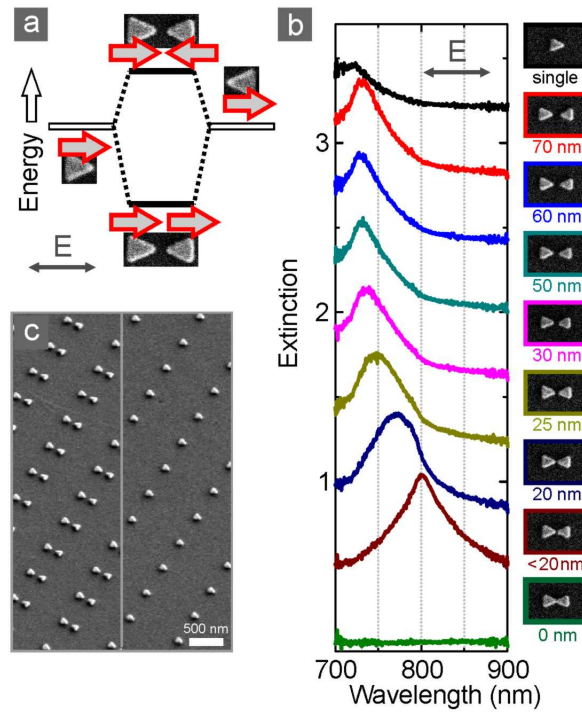 a
Energy
E
b
E
Extinction
3
2
1
700
800
900
Wavelength (nm)
single
70 nm
60 nm
50 nm
30 nm
25 nm
20 nm
<20nm
0 nm
c
500 nm